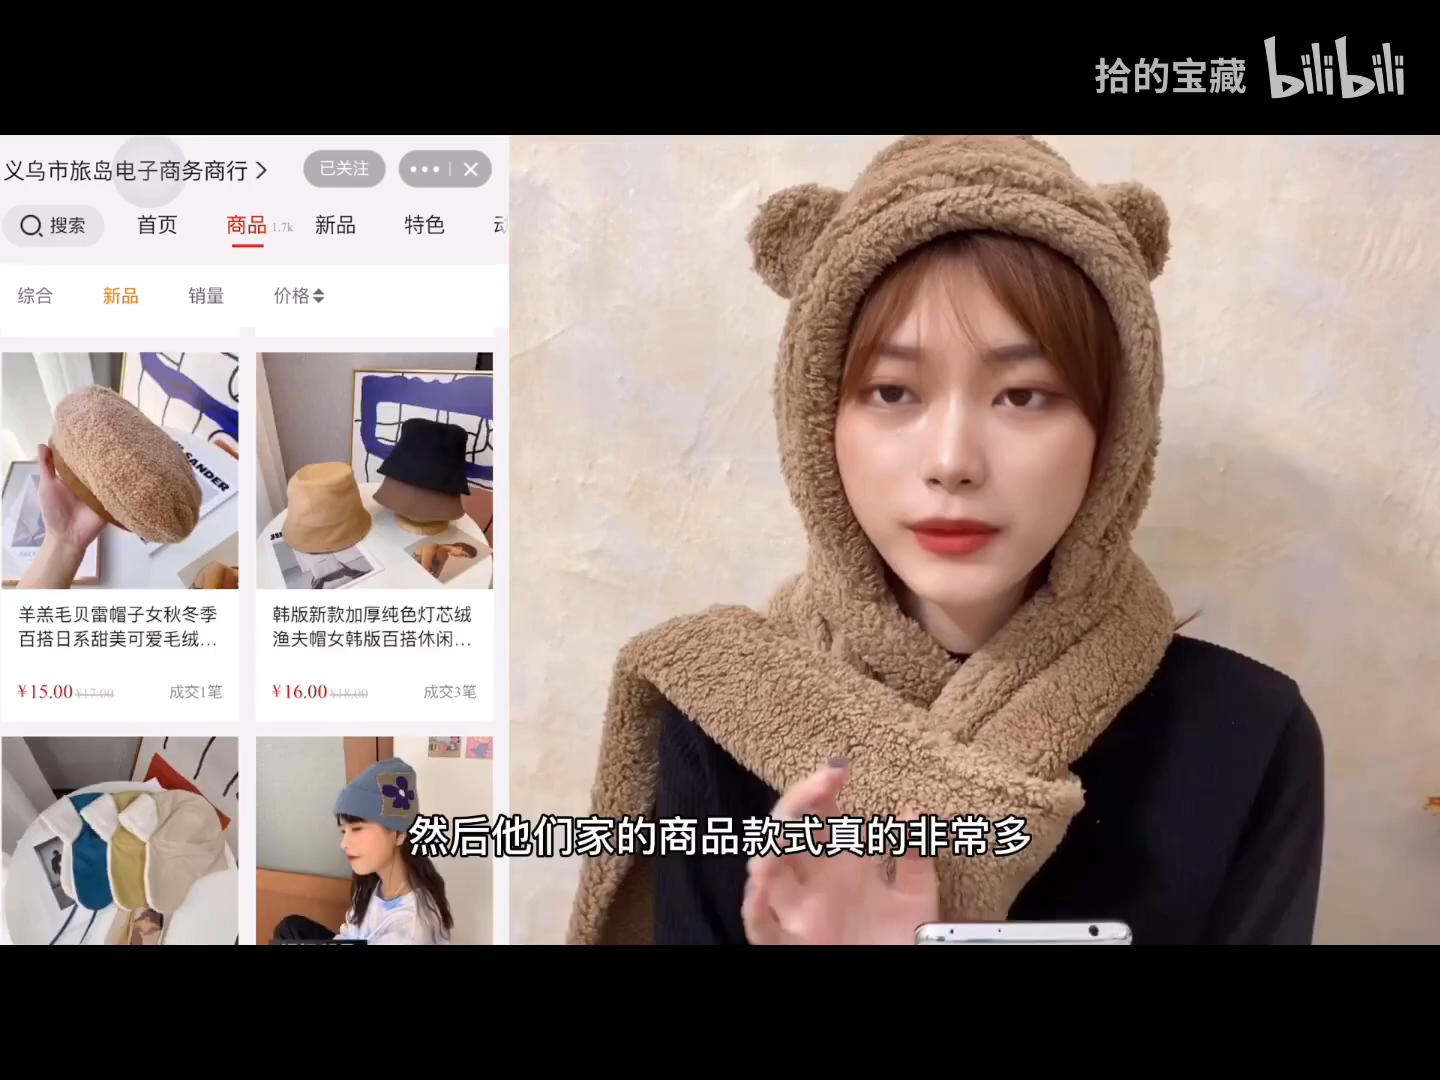 拾的宝藏 bilibili
义乌市旅岛电子商务商行 >
已关注
搜索
首页
商品 1.7k
新品
特色
综合
新品
销量
价格
SANDER
羊羔毛贝雷帽子女秋冬季
百搭日系甜美可爱毛绒...
¥15.00 ¥17.00
成交1笔
韩版新款加厚纯色灯芯绒
渔夫帽女韩版百搭休闲...
¥16.00 ¥18.00
成交3笔
然后他们家的商品款式真的非常多